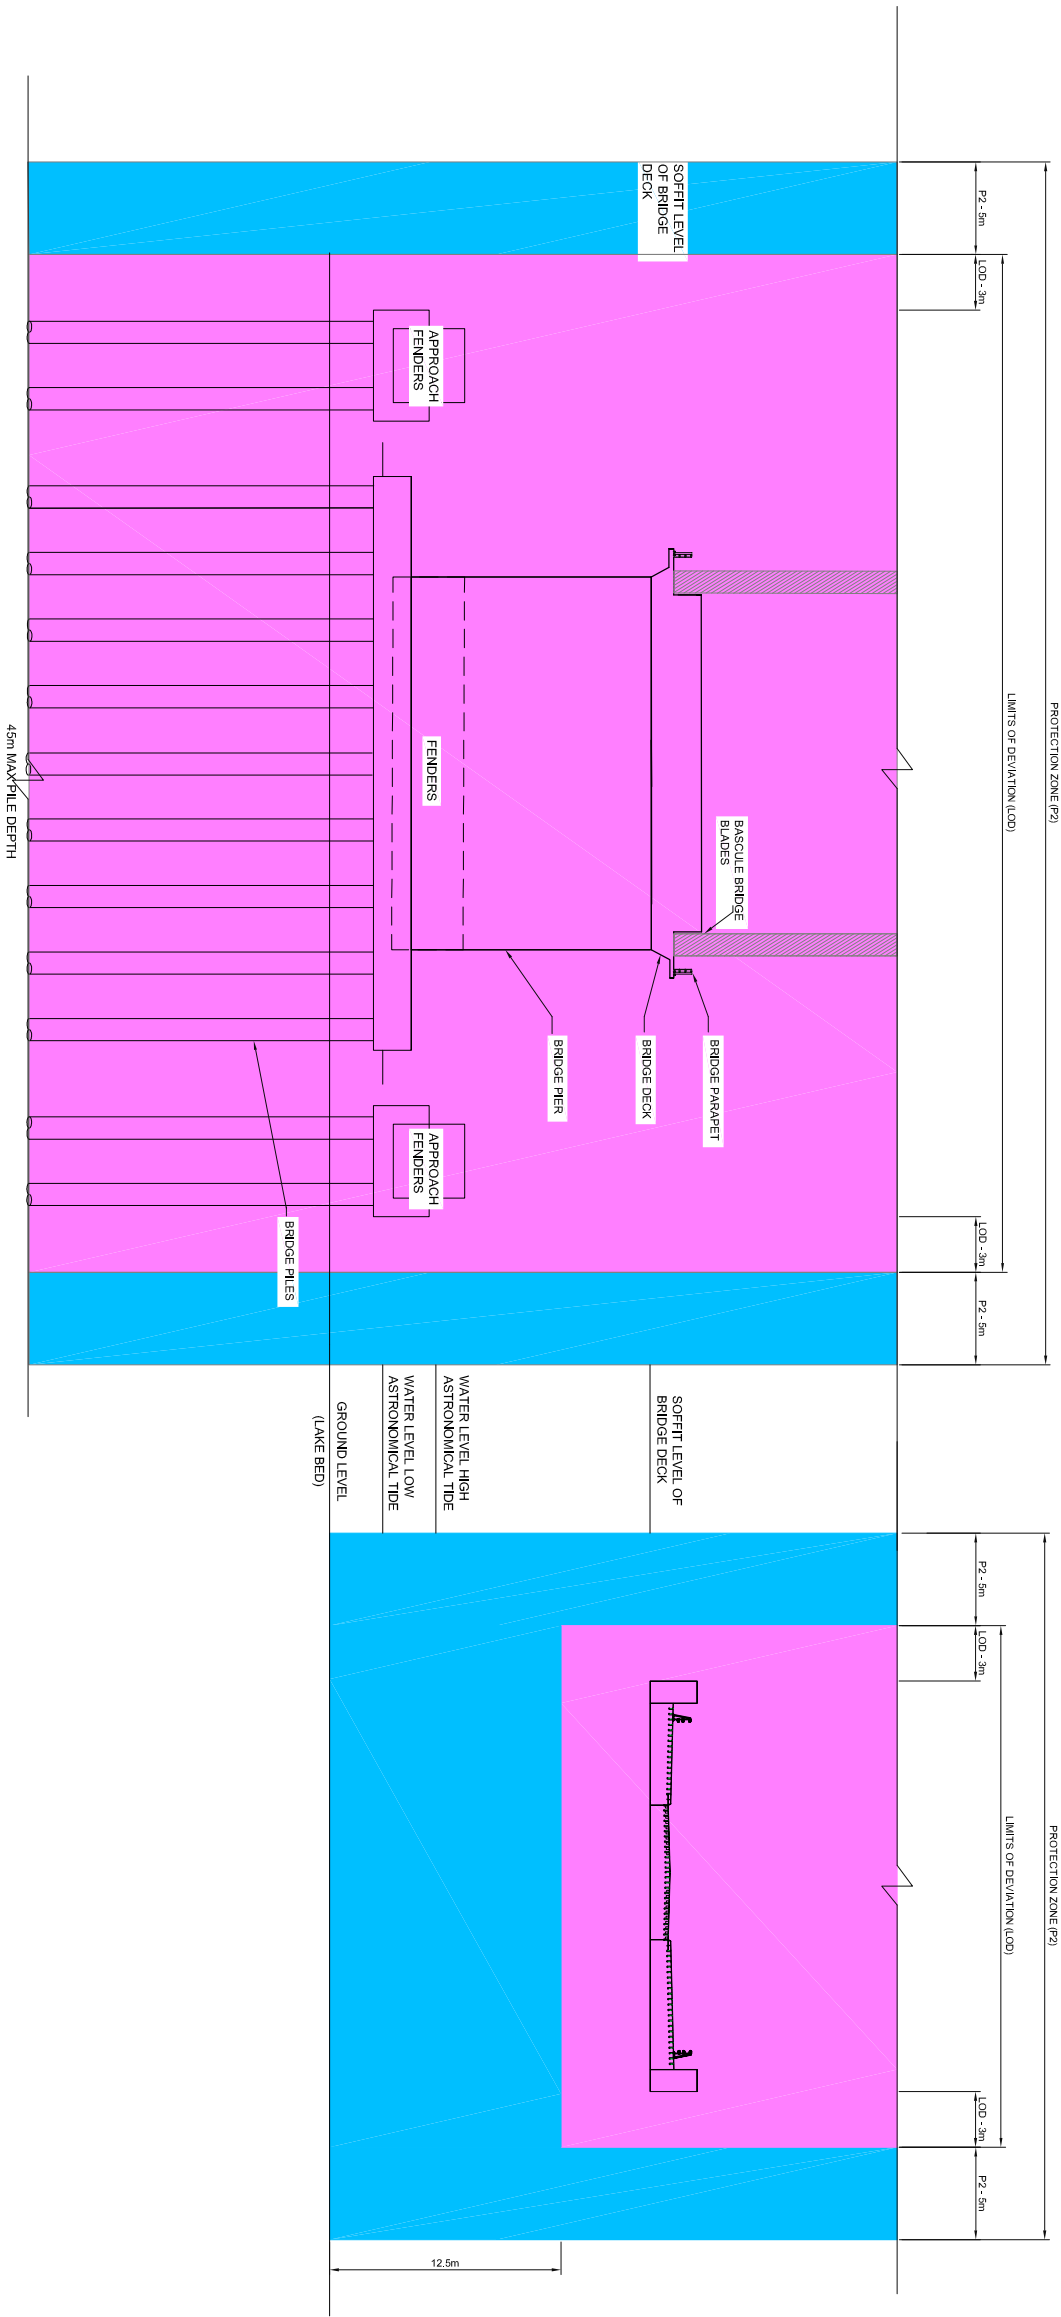 PROTECTION ZONE (P2)
LIMITS OF DEVIATION (LOD)
P2 - 5m
LOD - 3m
LOD - 3m
P2 - 5m
SOFFIT LEVEL
OF BRIDGE
DECK
BASCULE BRIDGE
BLADES
BRIDGE PARAPET
BRIDGE DECK
BRIDGE PIER
APPROACH
FENDERS
FENDERS
APPROACH
FENDERS
BRIDGE PILES
45m MAX PILE DEPTH
SOFFIT LEVEL OF
BRIDGE DECK
WATER LEVEL HIGH
ASTRONOMICAL TIDE
WATER LEVEL LOW
ASTRONOMICAL TIDE
GROUND LEVEL
(LAKE BED)
PROTECTION ZONE (P2)
LIMITS OF DEVIATION (LOD)
P2 - 5m
LOD - 3m
LOD - 3m
P2 - 5m
12.5m